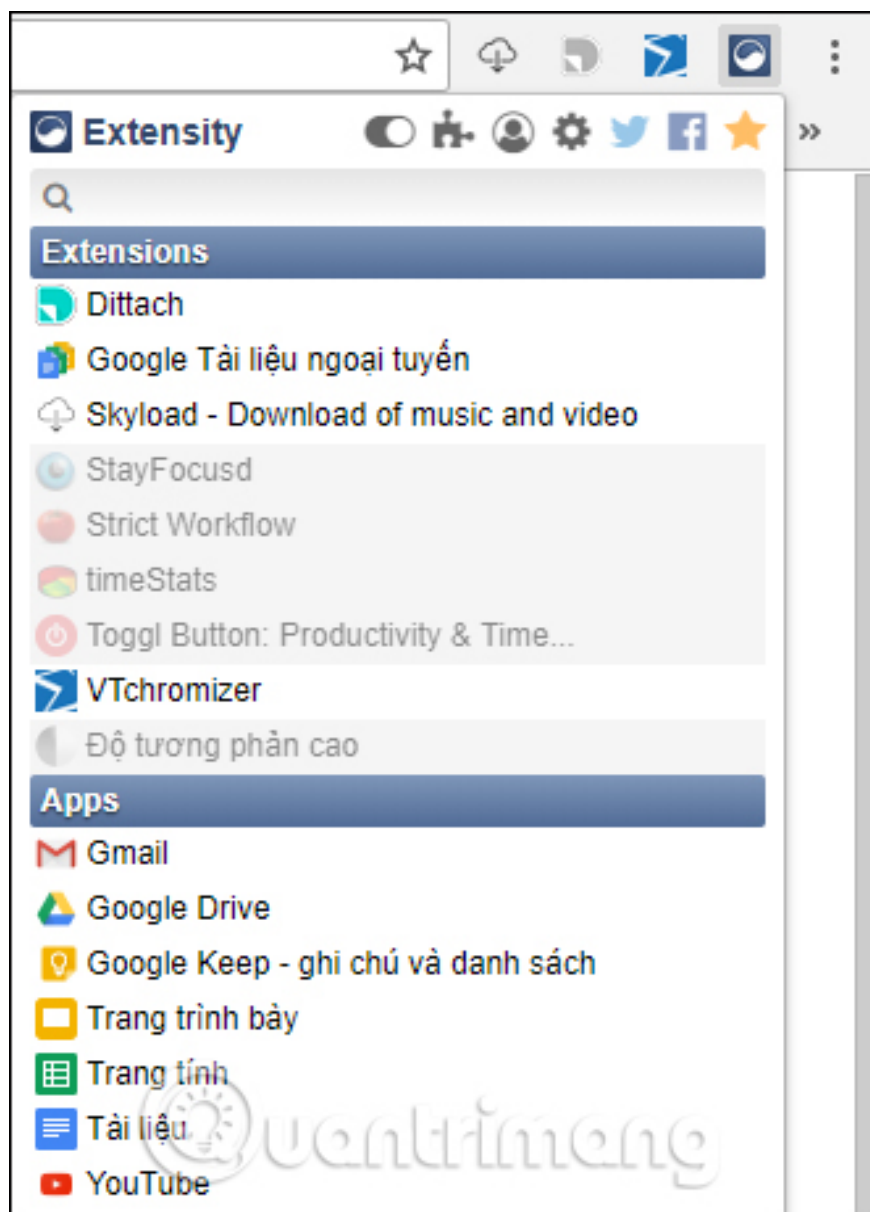 Extensity
Extensions
Dittach
Google Tài liệu ngoại tuyến
Skyload - Download of music and video
StayFocusd
Strict Workflow
timeStats
Toggl Button: Productivity & Time...
VTchromizer
Độ tương phản cao
Apps
Gmail
Google Drive
Google Keep - ghi chú và danh sách
Trang trình bày
Trang tính
Tài liệu
Quantrimang
YouTube